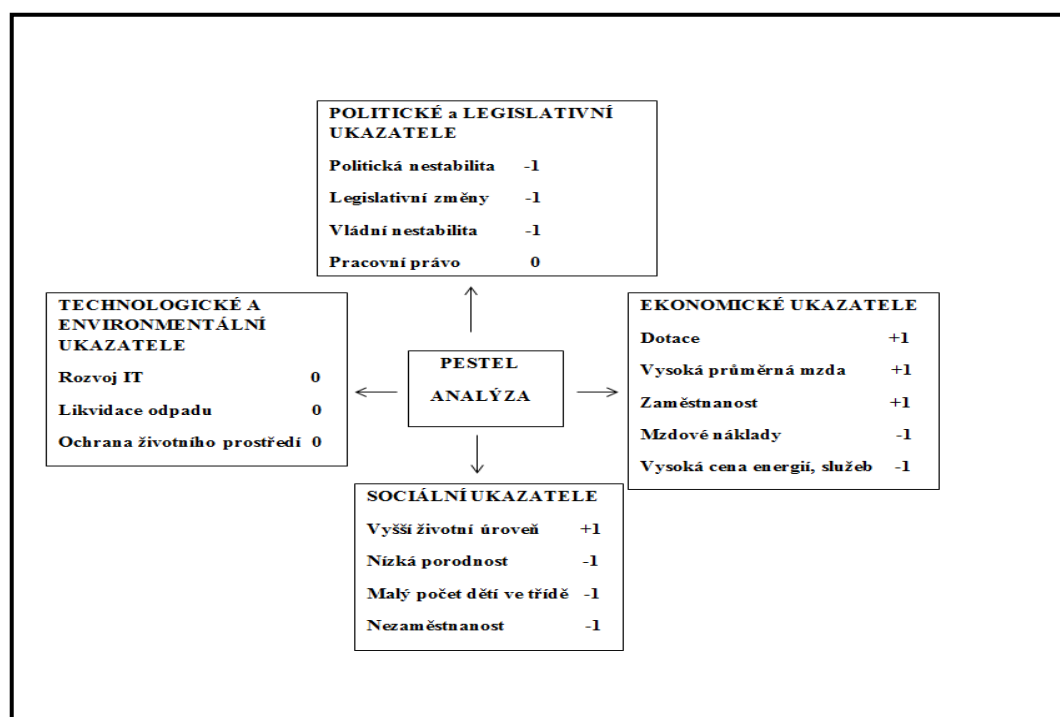 POLITICKÉ a LEGISLATIVNÍ
UKAZATELE
Politická nestabilita -1
Legislativní změny -1
Vládní nestabilita -1
Pracovní právo 0
TECHNOLOGICKÉ A
ENVIRONMENTÁLNÍ
UKAZATELE
Rozvoj IT 0
Likvidace odpadu 0
Ochrana životního prostředí 0
PESTEL
ANALÝZA
EKONOMICKÉ UKAZATELE
Dotace +1
Vysoká průměrná mzda +1
Zaměstnanost +1
Mzdové náklady -1
Vysoká cena energií, služeb -1
SOCIÁLNÍ UKAZATELE
Vyšší životní úroveň +1
Nízká porodnost -1
Malý počet dětí ve třídě -1
Nezaměstnanost -1